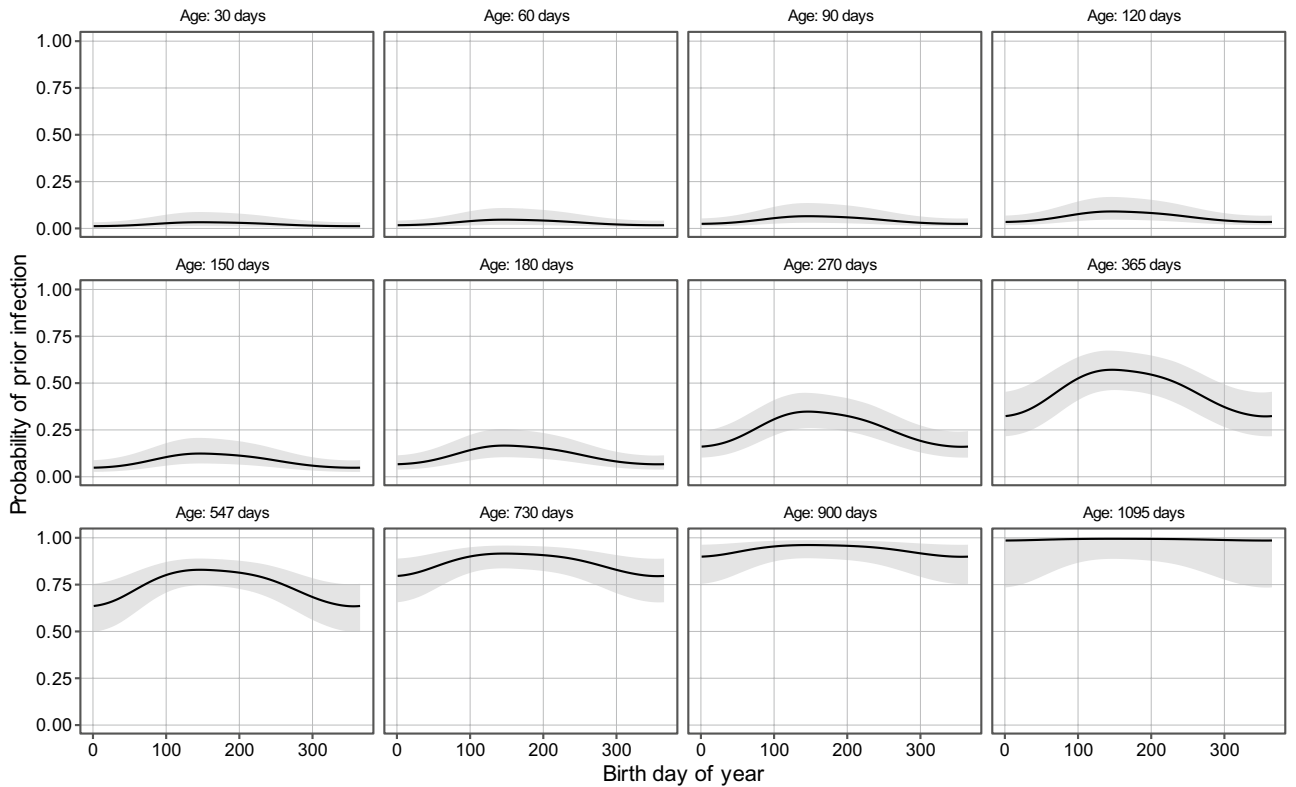 Age: 30 days
Age: 60 days
Age: 90 days
Age: 120 days
1.00
0.75
0.50
0.25
0.00
Age: 150 days
Age: 180 days
Age: 270 days
Age: 365 days
1.00
0.75
0.50
0.25
0.00
Probability of prior infection
Age: 547 days
Age: 730 days
Age: 900 days
Age: 1095 days
1.00
0.75
0.50
0.25
0.00
0 100 200 300
0 100 200 300
0 100 200 300
0 100 200 300
Birth day of year